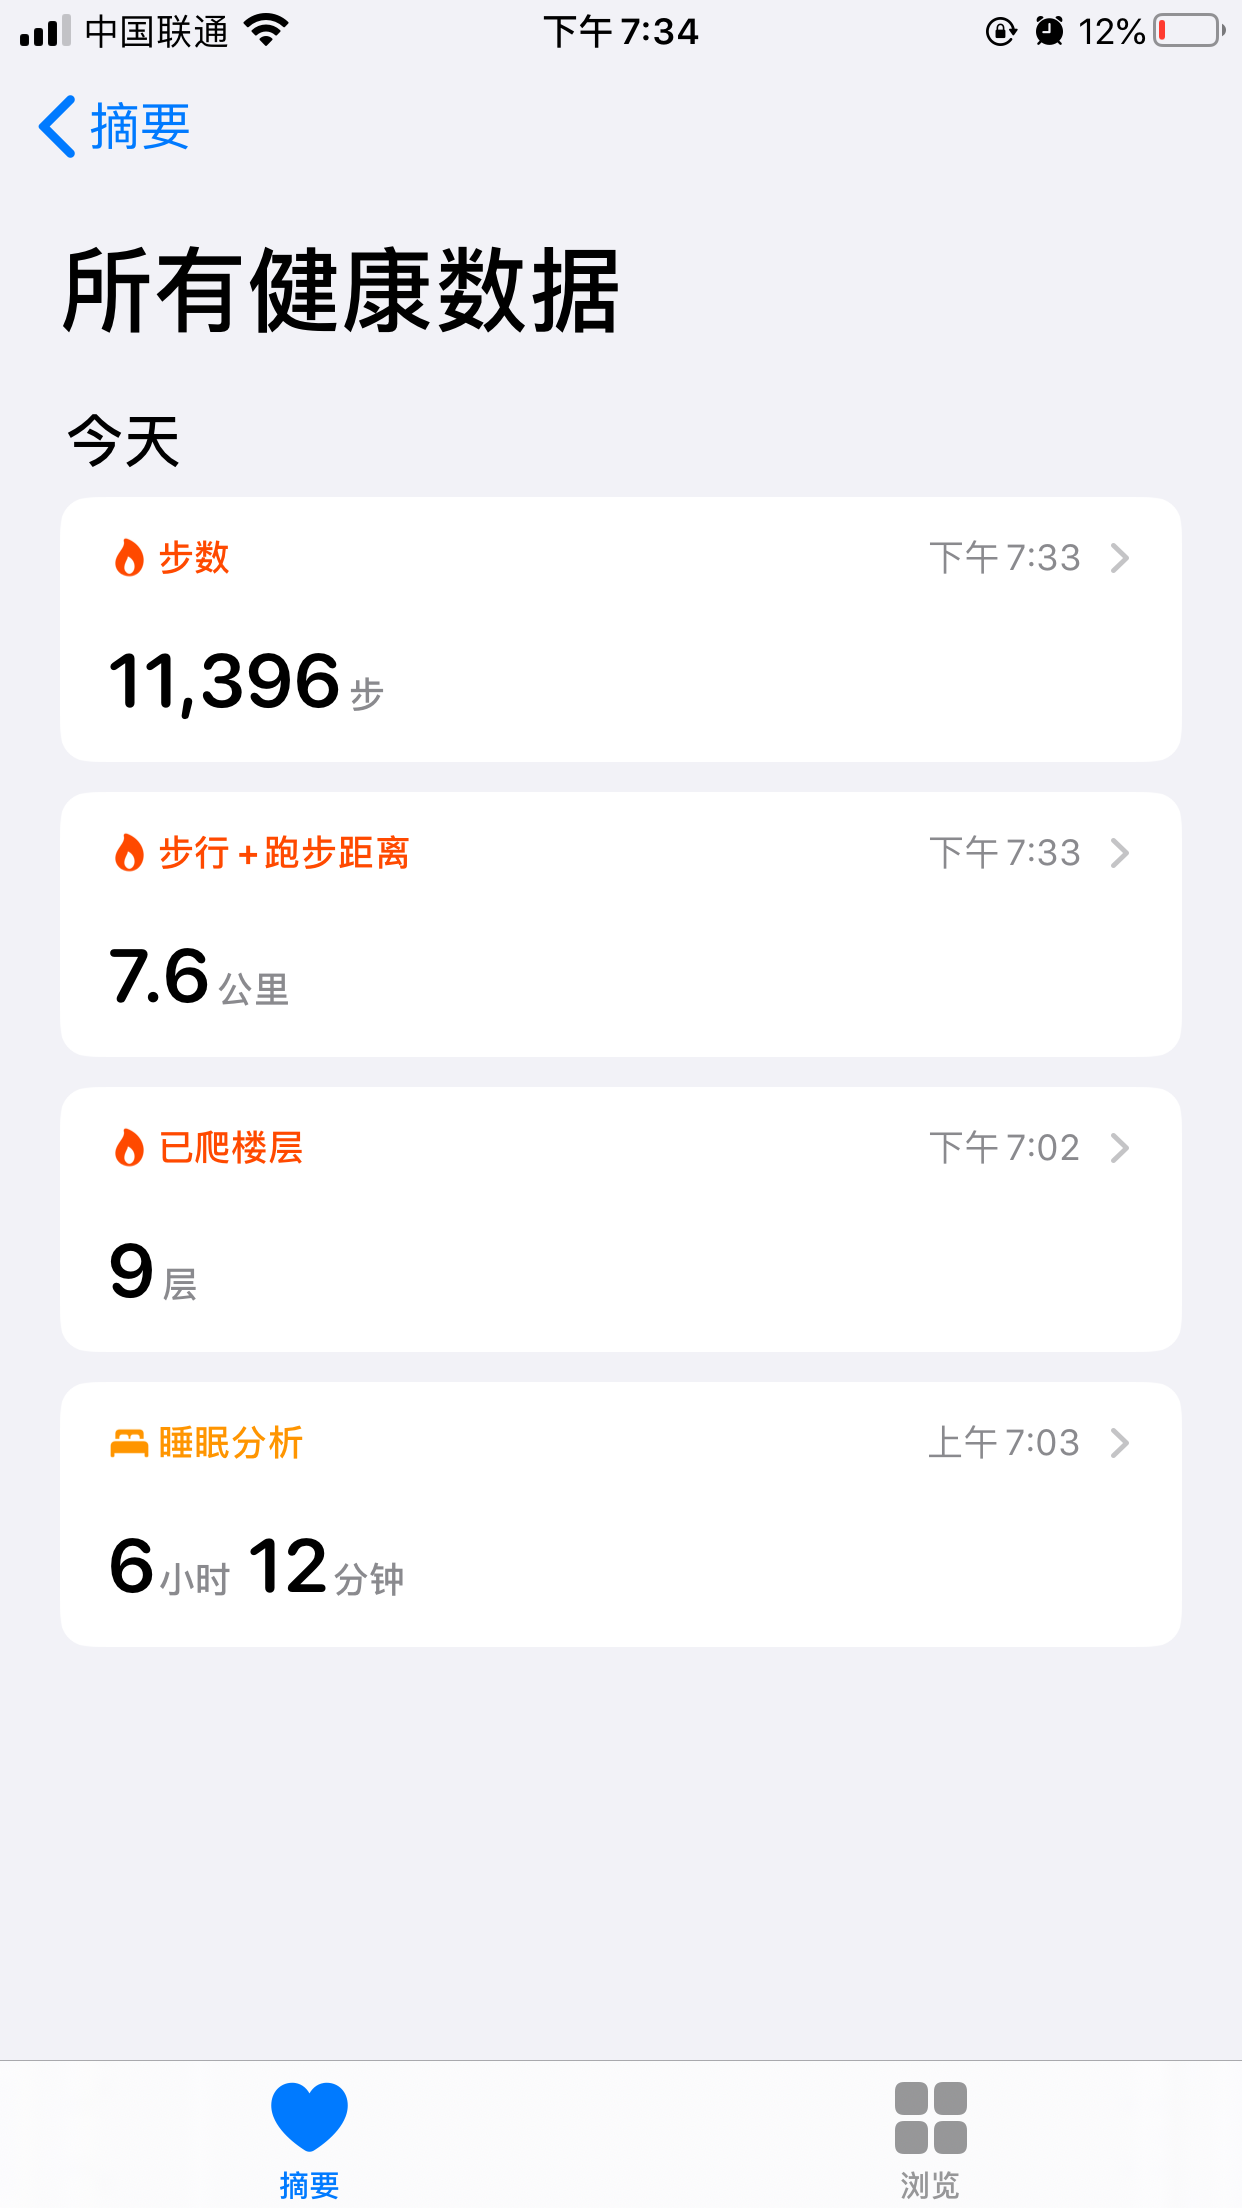 中国联通 下午 7:34 12%
摘要
所有健康数据
今天
步数 下午 7:33
11,396 步
步行 + 跑步距离 下午 7:33
7.6 公里
已爬楼层 下午 7:02
9 层
睡眠分析 上午 7:03
6 小时 12 分钟
摘要 浏览